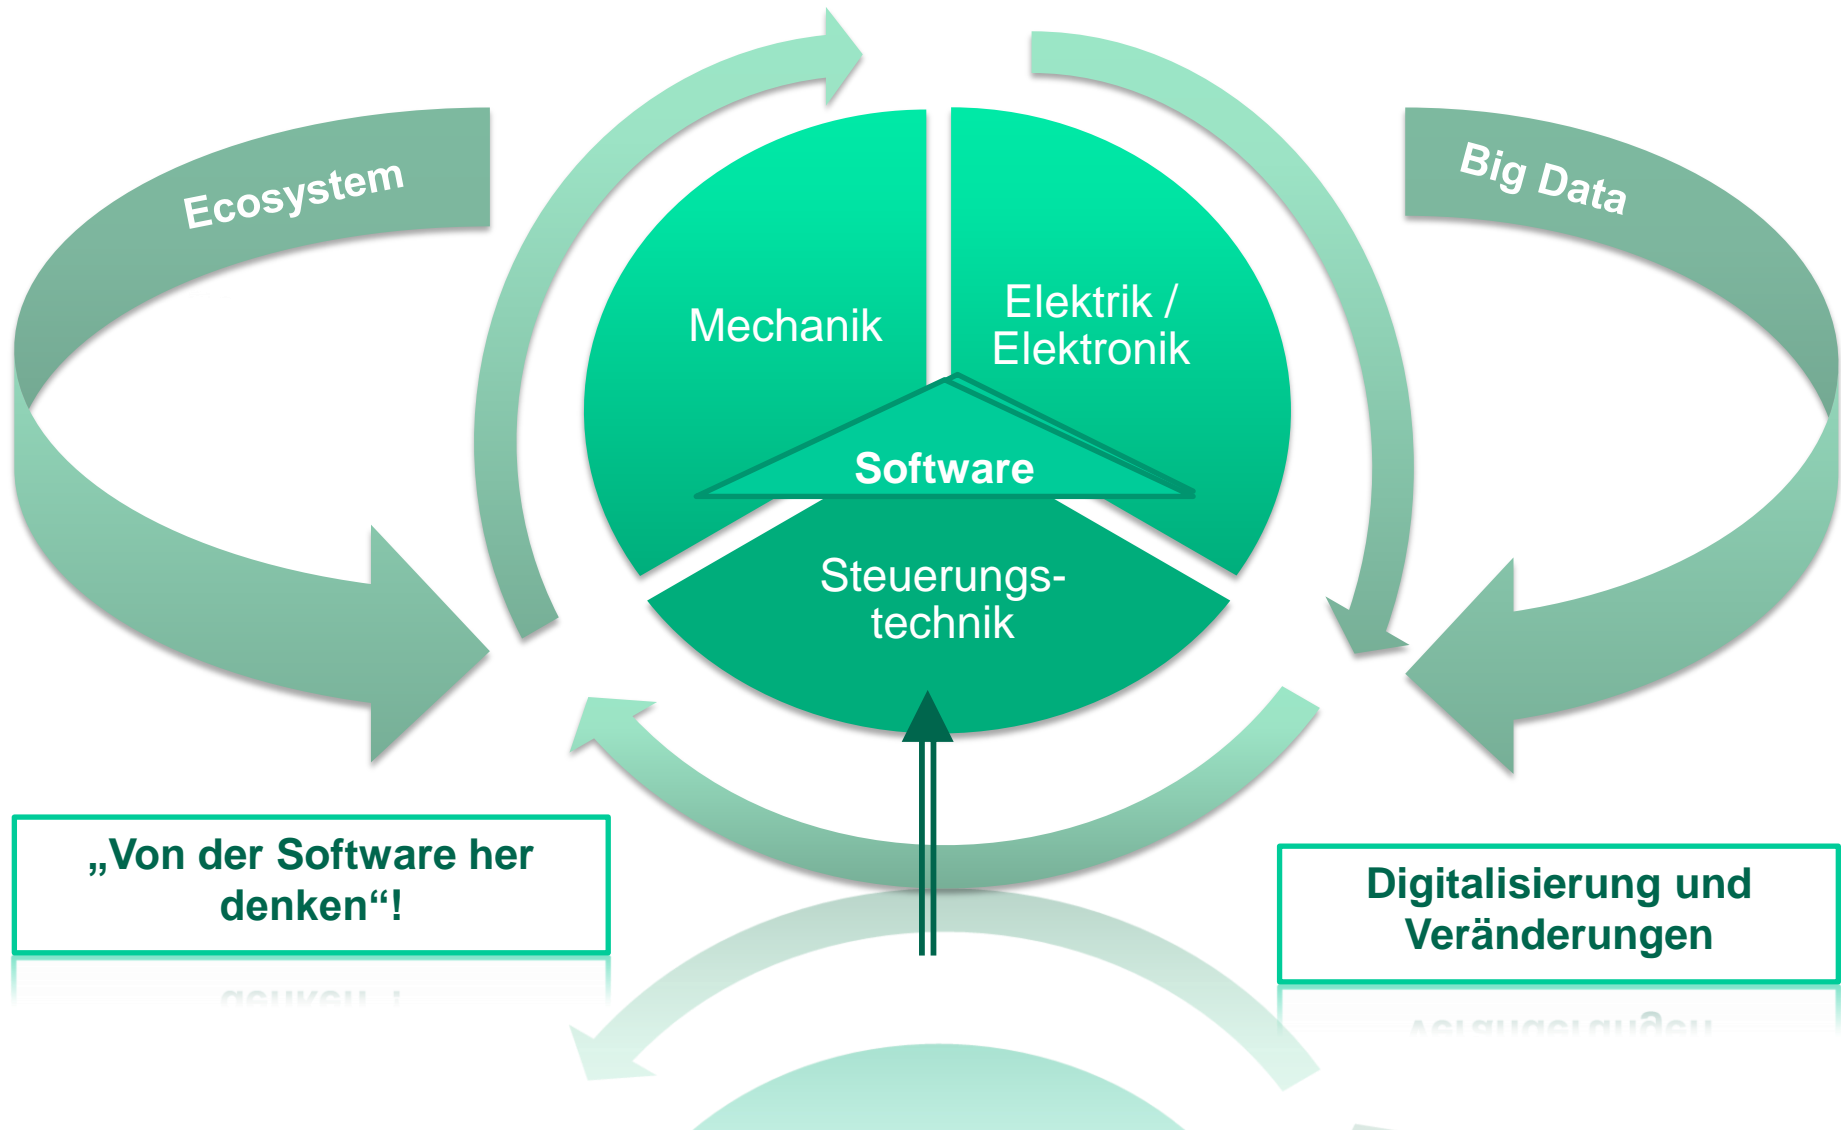 Ecosystem
Big Data
Mechanik
Elektrik /
Elektronik
Software
Steuerungs-
technik
„Von der Software her
denken“!
Digitalisierung und
Veränderungen